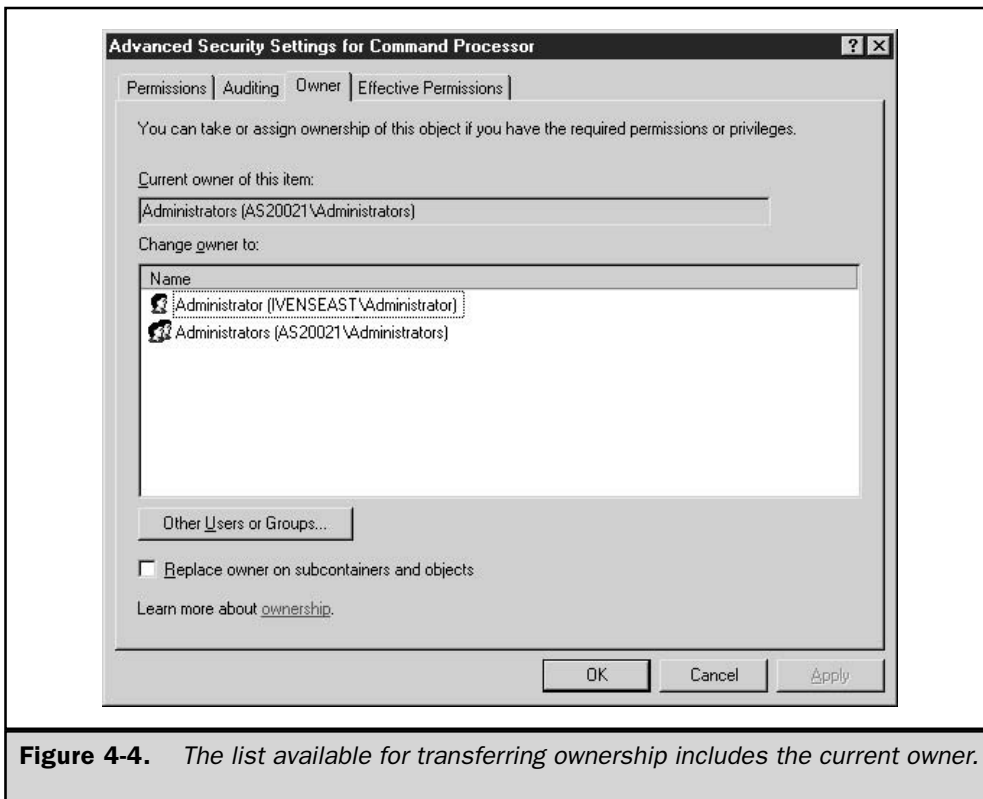 Advanced Security Settings for Command Processor
Permissions Auditing Owner Effective Permissions
You can take or assign ownership of this object if you have the required permissions or privileges.
Current owner of this item:
Administrators (AS20021\Administrators)
Change owner to:
Name
Administrator (IVENSEAST\Administrator)
Administrators (AS20021\Administrators)
Other Users or Groups...
Replace owner on subcontainers and objects
Learn more about ownership.
OK Cancel Apply
Figure 4-4. The list available for transferring ownership includes the current owner.